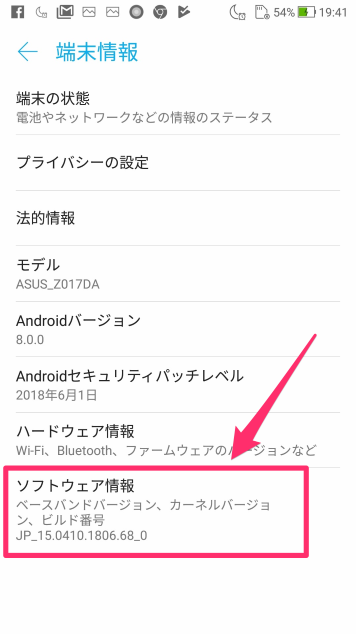 54% 19:41
端末情報
端末の状態
電池やネットワークなどの情報のステータス
プライバシーの設定
法的情報
モデル
ASUS_Z017DA
Androidバージョン
8.0.0
Androidセキュリティパッチレベル
2018年6月1日
ハードウェア情報
Wi-Fi、Bluetooth、ファームウェアのバージョンなど
ソフトウェア情報
ベースバンドバージョン、カーネルバージョ
ン、ビルド番号
JP_15.0410.1806.68_0